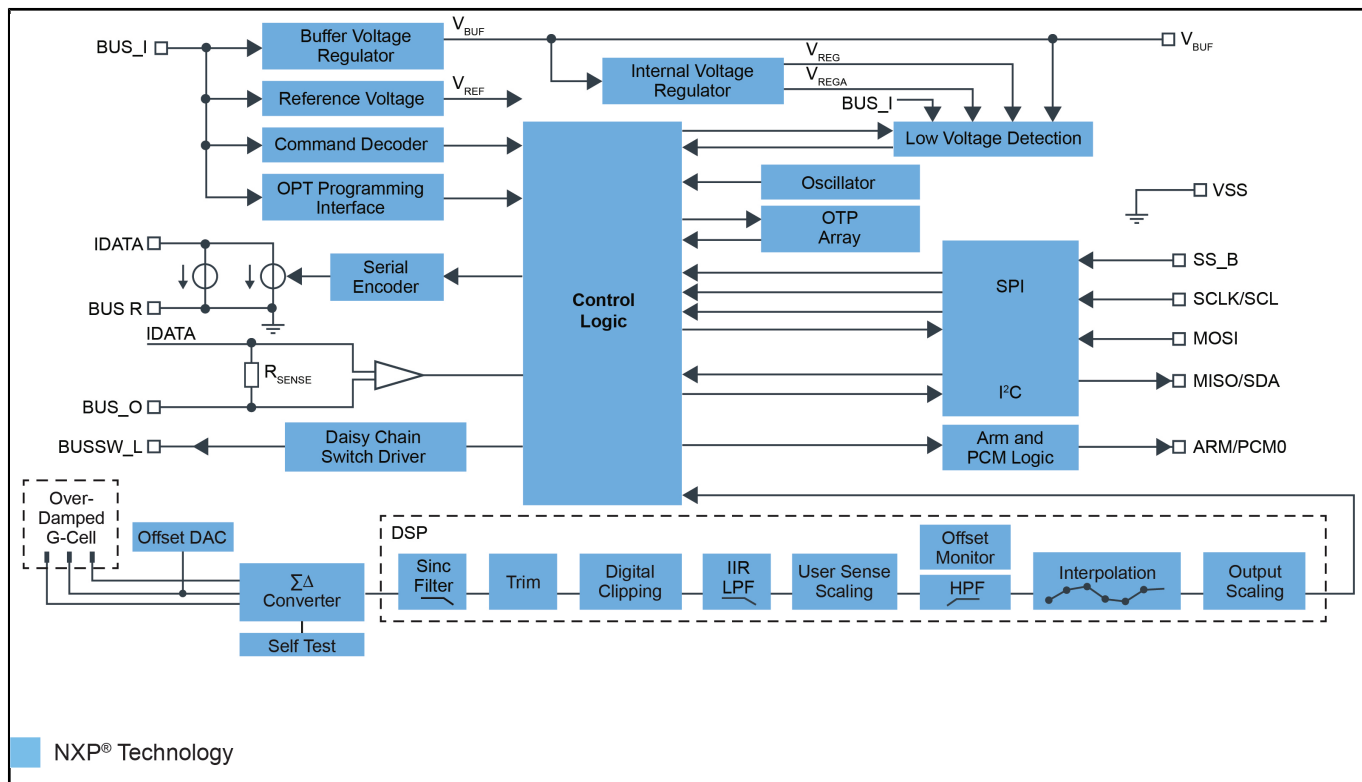 BUS_I
Buffer Voltage
Regulator
VBUF
VBUF
Internal Voltage
Regulator
VREG
VREGA
BUS_I
Reference Voltage
VREF
Command Decoder
Low Voltage Detection
OPT Programming
Interface
Oscillator
OTP
Array
VSS
IDATA
BUS R
Serial
Encoder
Control
Logic
SPI
I²C
SS_B
SCLK/SCL
MOSI
MISO/SDA
IDATA
RSENSE
BUS_O
BUSSW_L
Daisy Chain
Switch Driver
Arm and
PCM Logic
ARM/PCM0
Over-
Damped
G-Cell
Offset DAC
ΣΔ
Converter
Self Test
DSP
Sinc
Filter
Trim
Digital
Clipping
IIR
LPF
User Sense
Scaling
Offset
Monitor
HPF
Interpolation
Output
Scaling
NXP® Technology